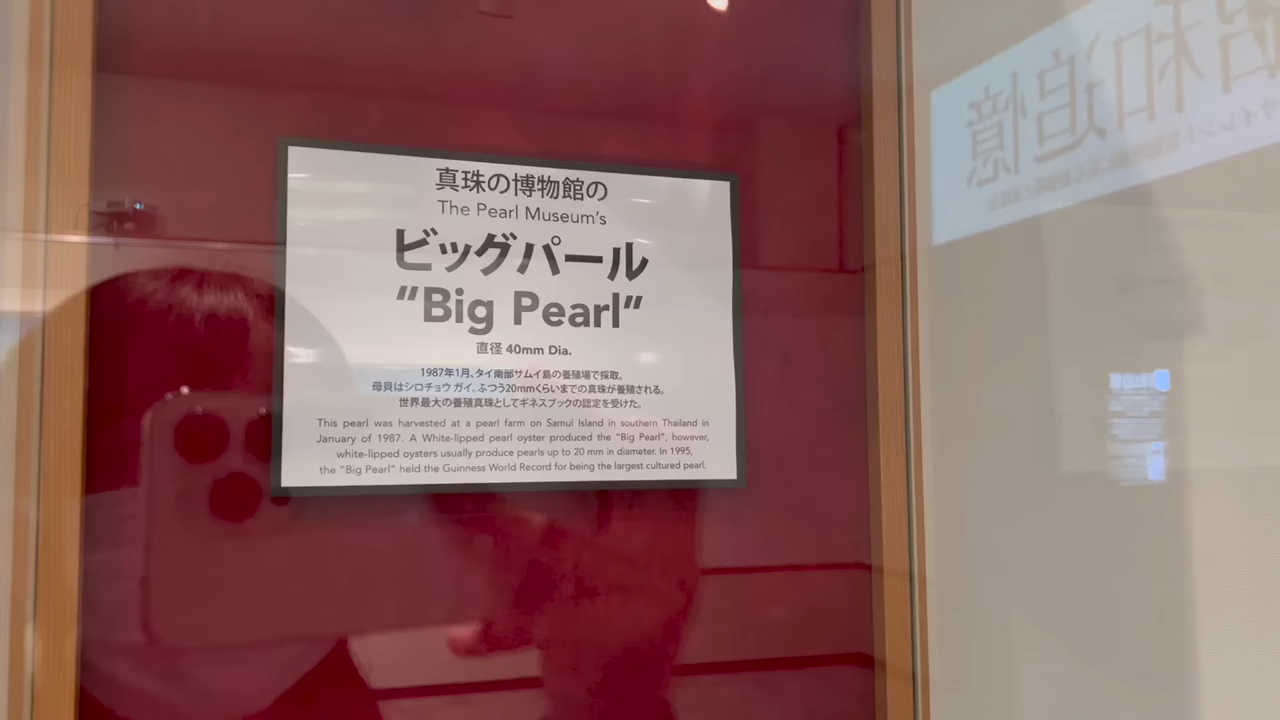 真珠の博物館の
The Pearl Museum's
ビッグパール
“Big Pearl”
直径 40mm Dia.
1987年1月、タイ南部サムイ島の養殖場で採取。
母貝はシロチョウ ガイ。ふつう20mmくらいまでの真珠が養殖される。
世界最大の養殖真珠としてギネスブックの認定を受けた。
This pearl was harvested at a pearl farm on Samui Island in southern Thailand in
January of 1987. A White-lipped pearl oyster produced the "Big Pearl", however,
white-lipped oysters usually produce pearls up to 20 mm in diameter. In 1995,
the "Big Pearl" held the Guinness World Record for being the largest cultured pearl.
昭和追憶